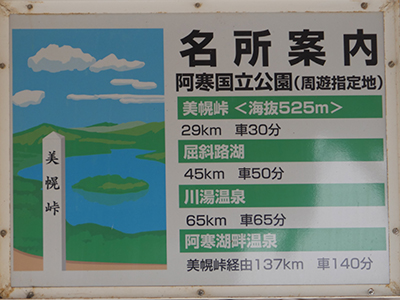 名所案内
阿寒国立公園(周遊指定地)
美幌峠 <海抜525m>
29km 車30分
屈斜路湖
45km 車50分
川湯温泉
65km 車65分
阿寒湖畔温泉
美幌峠経由137km 車140分
美幌峠